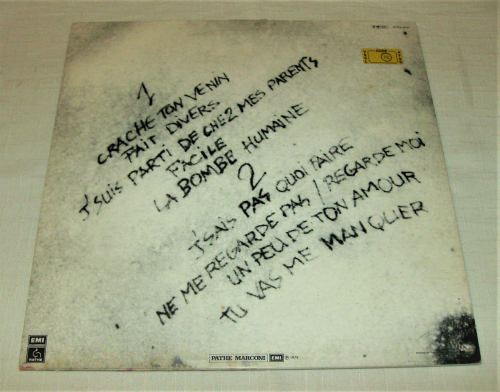 1
CRACHE TON VENIN
FAIT DIVERS
J'SUIS PARTI DE CHEZ MES PARENTS
FACILE
LA BOMBE HUMAINE
2
J'SAIS PAS QUOI FAIRE
NE ME REGARDE PAS / REGARDE MOI
UN PEU DE TON AMOUR
TU VAS ME MANQUER
EMI
PATHE
PATHE MARCONI EMI